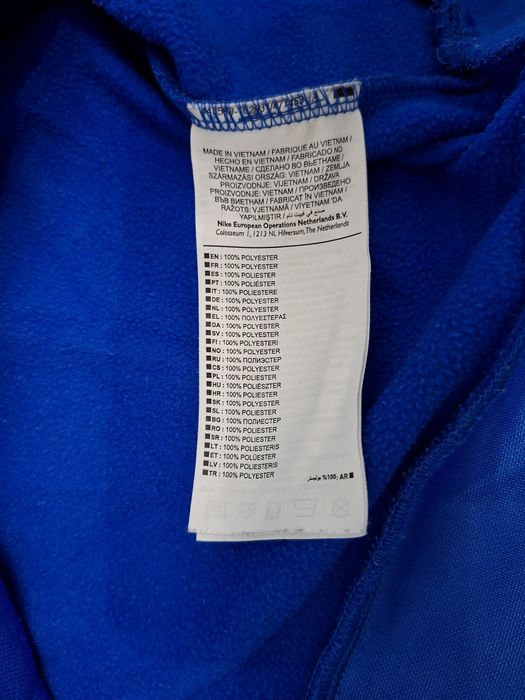 MADE IN VIETNAM / FABRIQUE AU VIETNAM /
HECHO EN VIETNAM / FABRICADO NO
VIETNAME / СДЕЛАНО ВО ВЬЕТНАМЕ /
SZÁRMAZÁSI ORSZÁG: VIETNAM / ZEMLJA
PROIZVODNJE: VIJETNAM / DRŽAVA
PROIZVODNJE: VIETNAM / ПРОИЗВЕДЕНО
ВЪВ ВИЕТНАМ / FABRICAT ÎN VIETNAM /
RAŽOTS: VJETNAMĀ / VİYETNAM 'DA
YAPILMIŞTIR / صنع في فييت نام
Nike European Operations Netherlands B.V.
Colosseum 1, 1213 NL Hilversum, The Netherlands
EN : 100% POLYESTER
FR : 100% POLYESTER
ES : 100% POLIÉSTER
PT : 100% POLIÉSTER
IT : 100% POLIESTERE
DE : 100% POLYESTER
NL : 100% POLYESTER
EL : 100% ΠΟΛΥΕΣΤΕΡΑΣ
DA : 100% POLYESTER
SV : 100% POLYESTER
FI : 100% POLYESTERI
NO : 100% POLYESTER
RU : 100% ПОЛИЭСТЕР
CS : 100% POLYESTER
PL : 100% POLIESTER
HU : 100% POLIÉSZTER
HR : 100% POLIESTER
SK : 100% POLYESTER
SL : 100% POLIESTER
BG : 100% ПОЛИЕСТЕР
RO : 100% POLIESTER
SR : 100% POLIESTER
LT : 100% POLIESTERIS
ET : 100% POLÜESTER
LV : 100% POLIESTERIS
TR : 100% POLYESTER
AR : 100% بوليستر